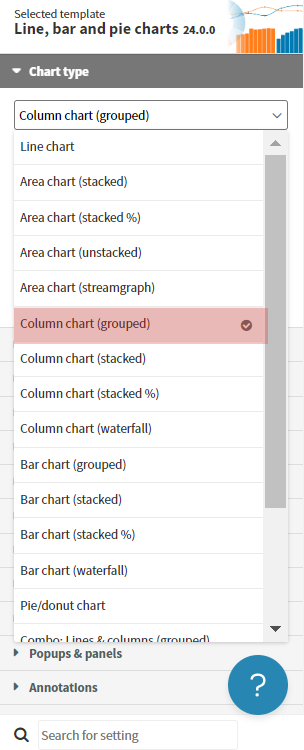 Selected template
Line, bar and pie charts 24.0.0
Chart type
Column chart (grouped)
Line chart
Area chart (stacked)
Area chart (stacked %)
Area chart (unstacked)
Area chart (streamgraph)
Column chart (grouped)
Column chart (stacked)
Column chart (stacked %)
Column chart (waterfall)
Bar chart (grouped)
Bar chart (stacked)
Bar chart (stacked %)
Bar chart (waterfall)
Pie/donut chart
Combo: Lines & columns (grouped)
Popups & panels
Annotations
?
Search for setting